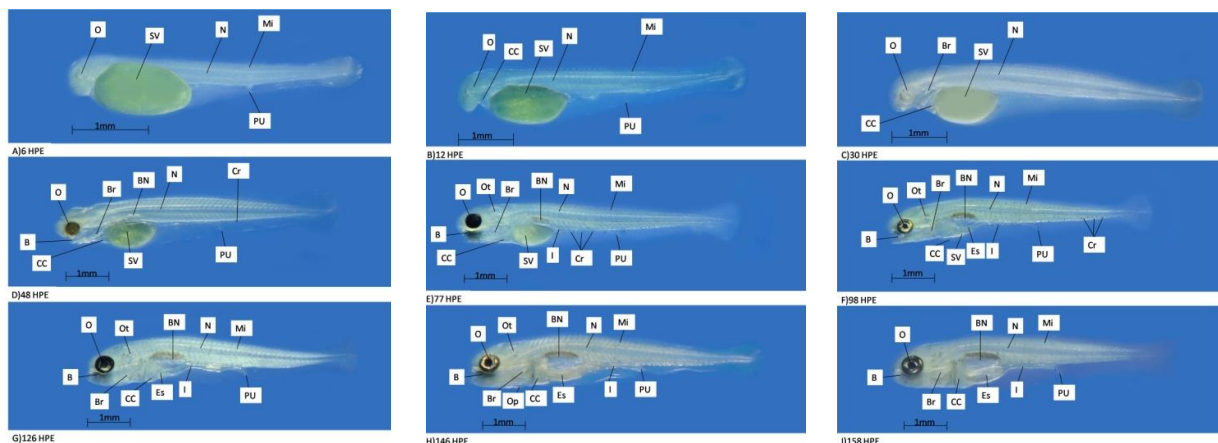 O SV N Mi
PU
1mm
A)6 HPE
O CC SV N Mi
PU
1mm
B)12 HPE
O Br SV N
CC
1mm
C)30 HPE
O Br BN N Cr
B CC SV PU
1mm
D)48 HPE
O Ot Br BN N Mi
B CC SV I Cr PU
1mm
E)77 HPE
O Ot Br BN N Mi
B CC SV Es I PU Cr
1mm
F)98 HPE
O Ot BN N Mi
B Br CC Es I PU
1mm
G)126 HPE
O Ot BN N Mi
B Br Op CC Es I PU
1mm
H)146 HPE
O BN N Mi
B Br CC Es I PU
1mm
I)158 HPE